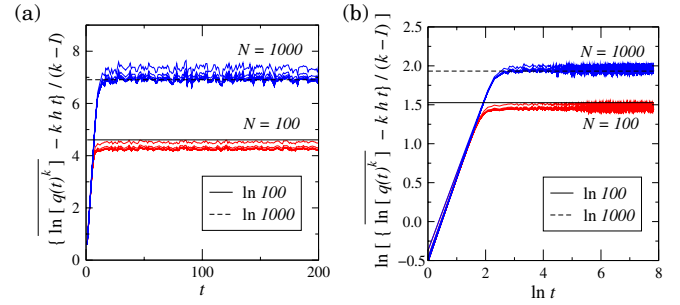 (a)
{ ln [ q(t)^k ] − k h t} / (k−1)
8
6
4
2
0
0
100
200
t
N = 1000
N = 100
ln 100
ln 1000
(b)
ln [ { ln [ q(t)^k ] − k h t} / (k−1) ]
2.5
2.0
1.5
1.0
0.5
0.0
−0.5
0
2
4
6
8
ln t
N = 1000
N = 100
ln 100
ln 1000